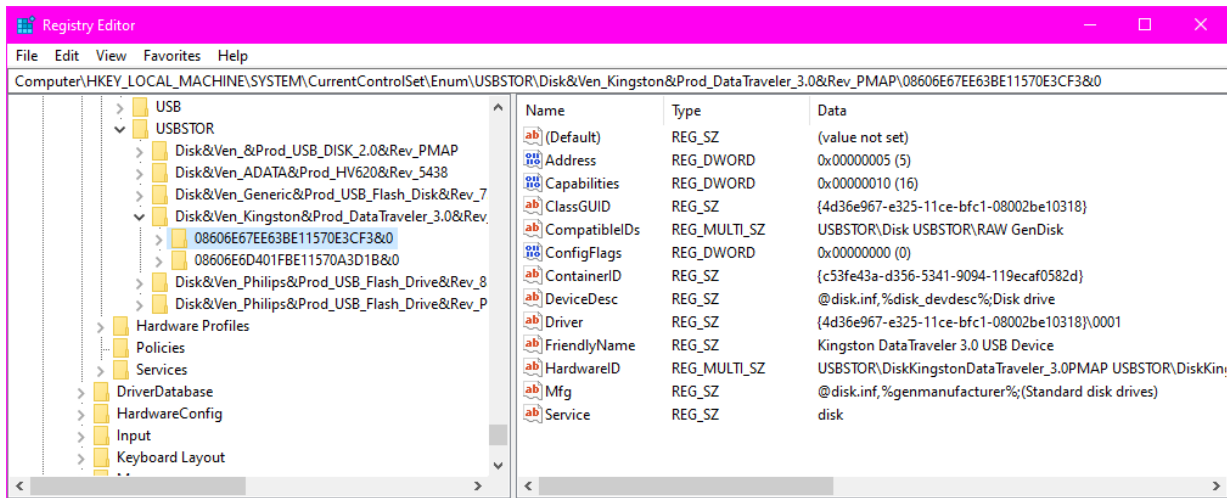 Registry Editor
File Edit View Favorites Help
Computer\HKEY_LOCAL_MACHINE\SYSTEM\CurrentControlSet\Enum\USBSTOR\Disk&Ven_Kingston&Prod_DataTraveler_3.0&Rev_PMAP\08606E67EE63BE11570E3CF3&0
USB
USBSTOR
Disk&Ven_&Prod_USB_DISK_2.0&Rev_PMAP
Disk&Ven_ADATA&Prod_HV620&Rev_5438
Disk&Ven_Generic&Prod_USB_Flash_Disk&Rev_7
Disk&Ven_Kingston&Prod_DataTraveler_3.0&Rev_
08606E67EE63BE11570E3CF3&0
08606E6D401FBE11570A3D1B&0
Disk&Ven_Philips&Prod_USB_Flash_Drive&Rev_8
Disk&Ven_Philips&Prod_USB_Flash_Drive&Rev_P
Hardware Profiles
Policies
Services
DriverDatabase
HardwareConfig
Input
Keyboard Layout
Name Type Data
(Default) REG_SZ (value not set)
Address REG_DWORD 0x00000005 (5)
Capabilities REG_DWORD 0x00000010 (16)
ClassGUID REG_SZ {4d36e967-e325-11ce-bfc1-08002be10318}
CompatibleIDs REG_MULTI_SZ USBSTOR\Disk USBSTOR\RAW GenDisk
ConfigFlags REG_DWORD 0x00000000 (0)
ContainerID REG_SZ {c53fe43a-d356-5341-9094-119ecaf0582d}
DeviceDesc REG_SZ @disk.inf,%disk_devdesc%;Disk drive
Driver REG_SZ {4d36e967-e325-11ce-bfc1-08002be10318}\0001
FriendlyName REG_SZ Kingston DataTraveler 3.0 USB Device
HardwareID REG_MULTI_SZ USBSTOR\DiskKingstonDataTraveler_3.0PMAP USBSTOR\DiskKing
Mfg REG_SZ @disk.inf,%genmanufacturer%;(Standard disk drives)
Service REG_SZ disk